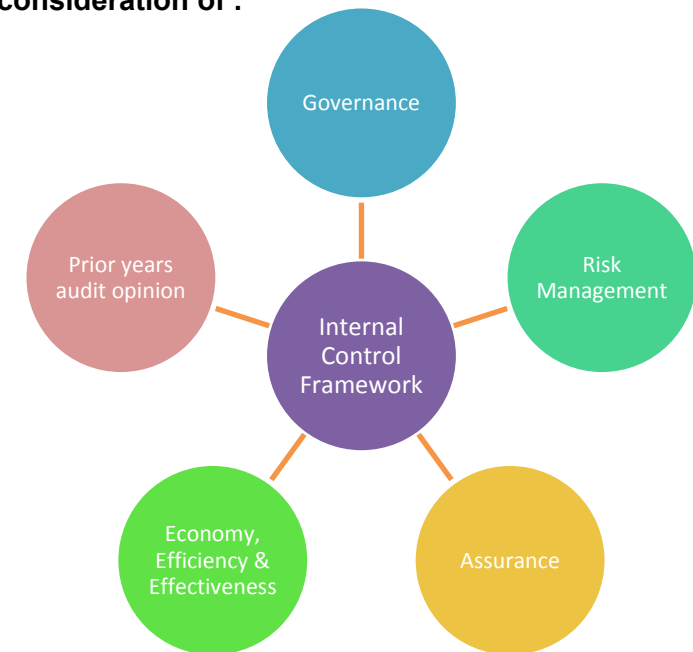 consideration of :
Governance
Prior years
audit opinion
Risk
Management
Internal
Control
Framework
Economy,
Efficiency &
Effectiveness
Assurance